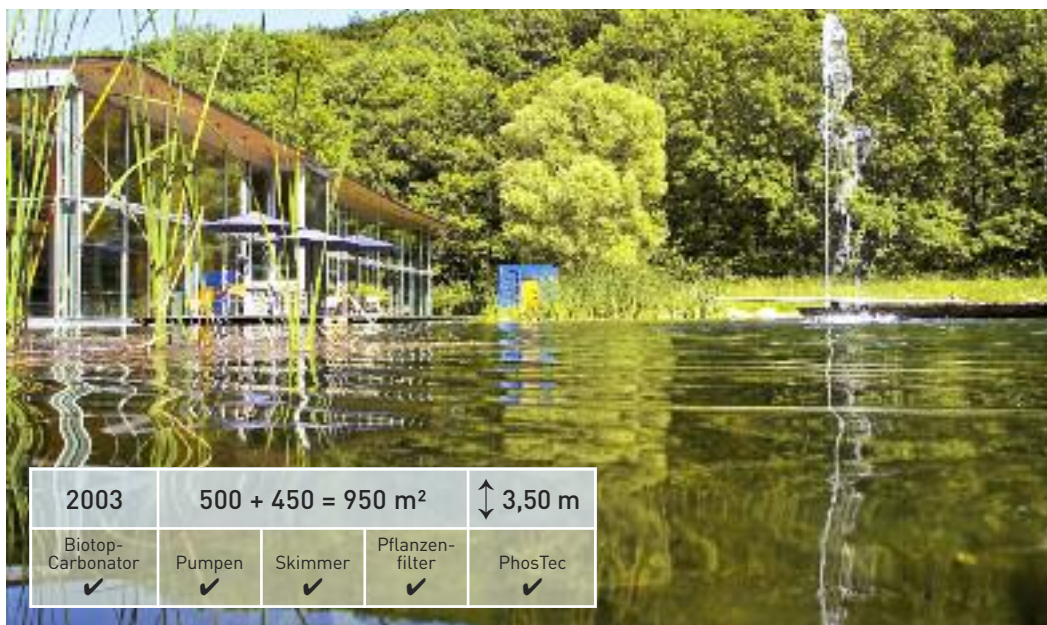 2003
500 + 450 = 950 m²
↕ 3,50 m
Biotop-
Carbonator
✔
Pumpen
✔
Skimmer
✔
Pflanzen-
filter
✔
PhosTec
✔